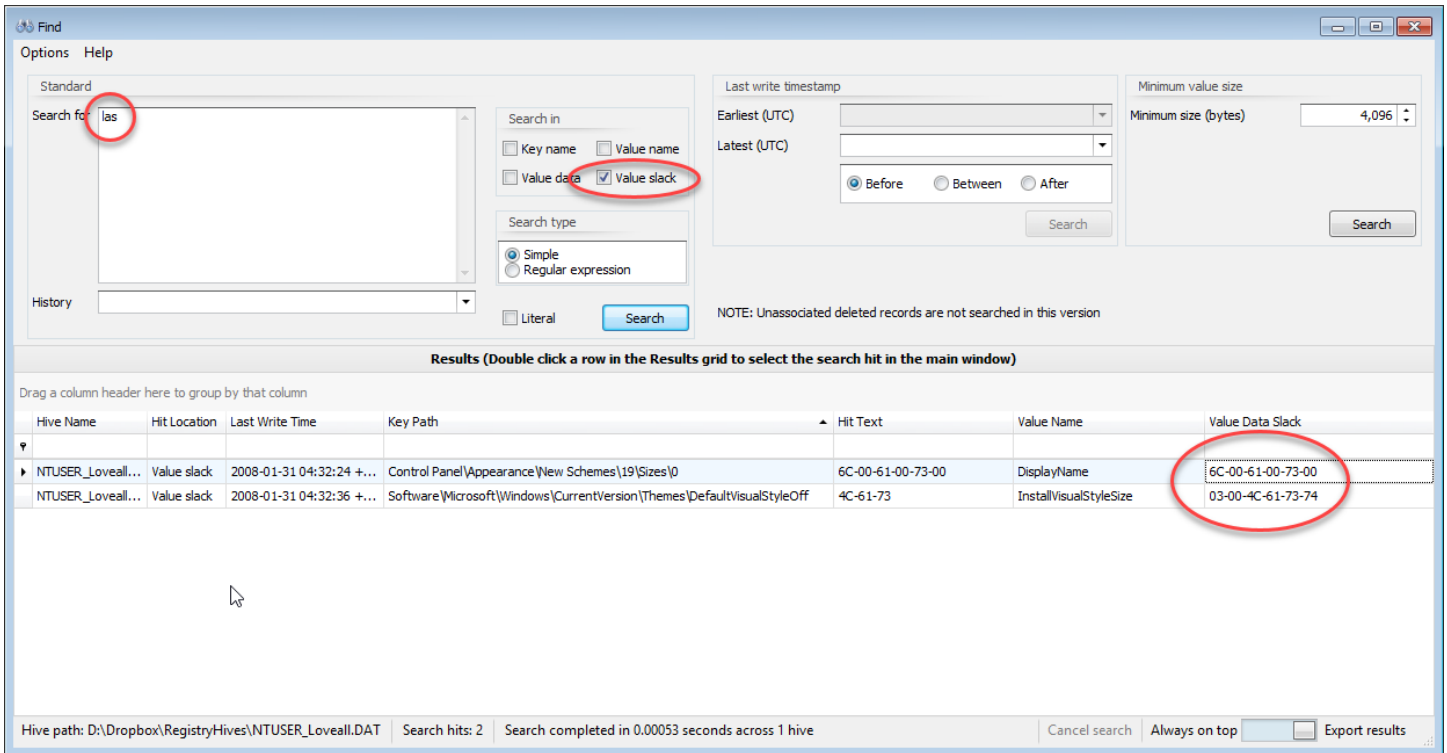 Find
Options Help
Standard
Search for las
Search in
Key name Value name
Value data Value slack
Search type
Simple
Regular expression
History
Literal Search
Last write timestamp
Earliest (UTC)
Latest (UTC)
Before Between After
Search
NOTE: Unassociated deleted records are not searched in this version
Minimum value size
Minimum size (bytes) 4,096
Search
Results (Double click a row in the Results grid to select the search hit in the main window)
Drag a column header here to group by that column
Hive Name Hit Location Last Write Time Key Path Hit Text Value Name Value Data Slack
NTUSER_Loveall... Value slack 2008-01-31 04:32:24 +... Control Panel\Appearance\New Schemes\19\Sizes\0 6C-00-61-00-73-00 DisplayName 6C-00-61-00-73-00
NTUSER_Loveall... Value slack 2008-01-31 04:32:36 +... Software\Microsoft\Windows\CurrentVersion\Themes\DefaultVisualStyleOff 4C-61-73 InstallVisualStyleSize 03-00-4C-61-73-74
Hive path: D:\Dropbox\RegistryHives\NTUSER_Loveall.DAT Search hits: 2 Search completed in 0.00053 seconds across 1 hive Cancel search Always on top Export results